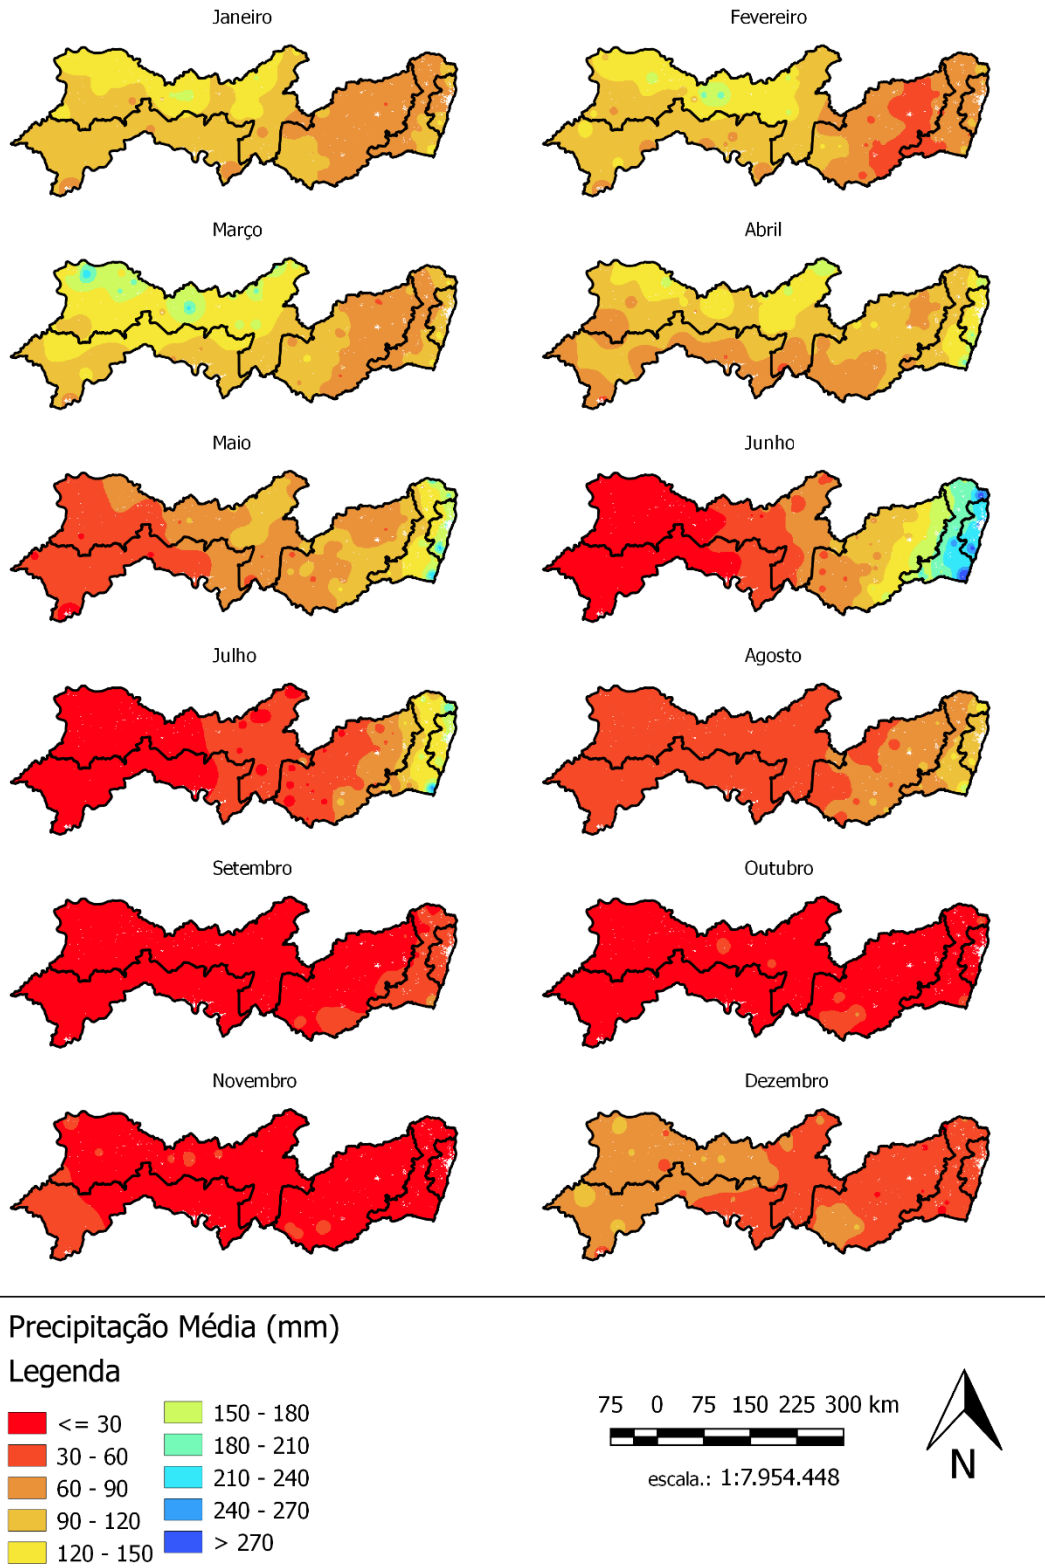 Janeiro
Fevereiro
Março
Abril
Maio
Junho
Julho
Agosto
Setembro
Outubro
Novembro
Dezembro
Precipitação Média (mm)
Legenda
<= 30
30 - 60
60 - 90
90 - 120
120 - 150
150 - 180
180 - 210
210 - 240
240 - 270
> 270
75 0 75 150 225 300 km
escala.: 1:7.954.448
N